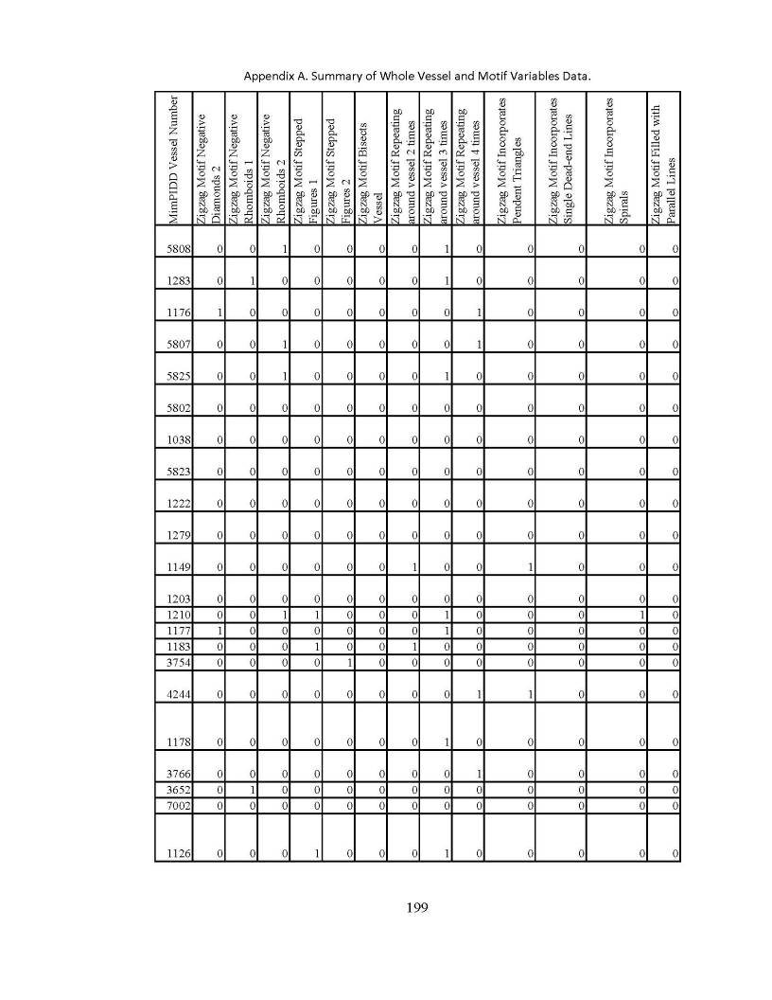 Appendix A. Summary of Whole Vessel and Motif Variables Data.
MimPIDD Vessel Number
Zigzag Motif Negative
Diamonds 2
Zigzag Motif Negative
Rhomboids 1
Zigzag Motif Negative
Rhomboids 2
Zigzag Motif Stepped
Figures 1
Zigzag Motif Stepped
Figures 2
Zigzag Motif Bisects
Vessel
Zigzag Motif Repeating
around vessel 2 times
Zigzag Motif Repeating
around vessel 3 times
Zigzag Motif Repeating
around vessel 4 times
Zigzag Motif Incorporates
Pendent Triangles
Zigzag Motif Incorporates
Single Dead-end Lines
Zigzag Motif Incorporates
Spirals
Zigzag Motif Filled with
Parallel Lines
5808 0 0 1 0 0 0 0 1 0 0 0 0 0
1283 0 1 0 0 0 0 0 1 0 0 0 0 0
1176 1 0 0 0 0 0 0 0 1 0 0 0 0
5807 0 0 1 0 0 0 0 0 1 0 0 0 0
5825 0 0 1 0 0 0 0 1 0 0 0 0 0
5802 0 0 0 0 0 0 0 0 0 0 0 0 0
1038 0 0 0 0 0 0 0 0 0 0 0 0 0
5823 0 0 0 0 0 0 0 0 0 0 0 0 0
1222 0 0 0 0 0 0 0 0 0 0 0 0 0
1279 0 0 0 0 0 0 0 0 0 0 0 0 0
1149 0 0 0 0 0 0 1 0 0 1 0 0 0
1203 0 0 0 0 0 0 0 0 0 0 0 0 0
1210 0 0 1 1 0 0 0 1 0 0 0 1 0
1177 1 0 0 0 0 0 0 1 0 0 0 0 0
1183 0 0 0 1 0 0 1 0 0 0 0 0 0
3754 0 0 0 0 1 0 0 0 0 0 0 0 0
4244 0 0 0 0 0 0 0 0 1 1 0 0 0
1178 0 0 0 0 0 0 0 1 0 0 0 0 0
3766 0 0 0 0 0 0 0 0 1 0 0 0 0
3652 0 1 0 0 0 0 0 0 0 0 0 0 0
7002 0 0 0 0 0 0 0 0 0 0 0 0 0
1126 0 0 0 1 0 0 0 1 0 0 0 0 0
199